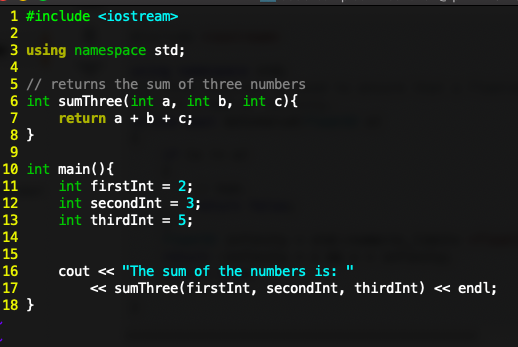 1 #include <iostream>
2
3 using namespace std;
4
5 // returns the sum of three numbers
6 int sumThree(int a, int b, int c){
7     return a + b + c;
8 }
9
10 int main(){
11     int firstInt = 2;
12     int secondInt = 3;
13     int thirdInt = 5;
14
15
16     cout << "The sum of the numbers is: "
17         << sumThree(firstInt, secondInt, thirdInt) << endl;
18 }